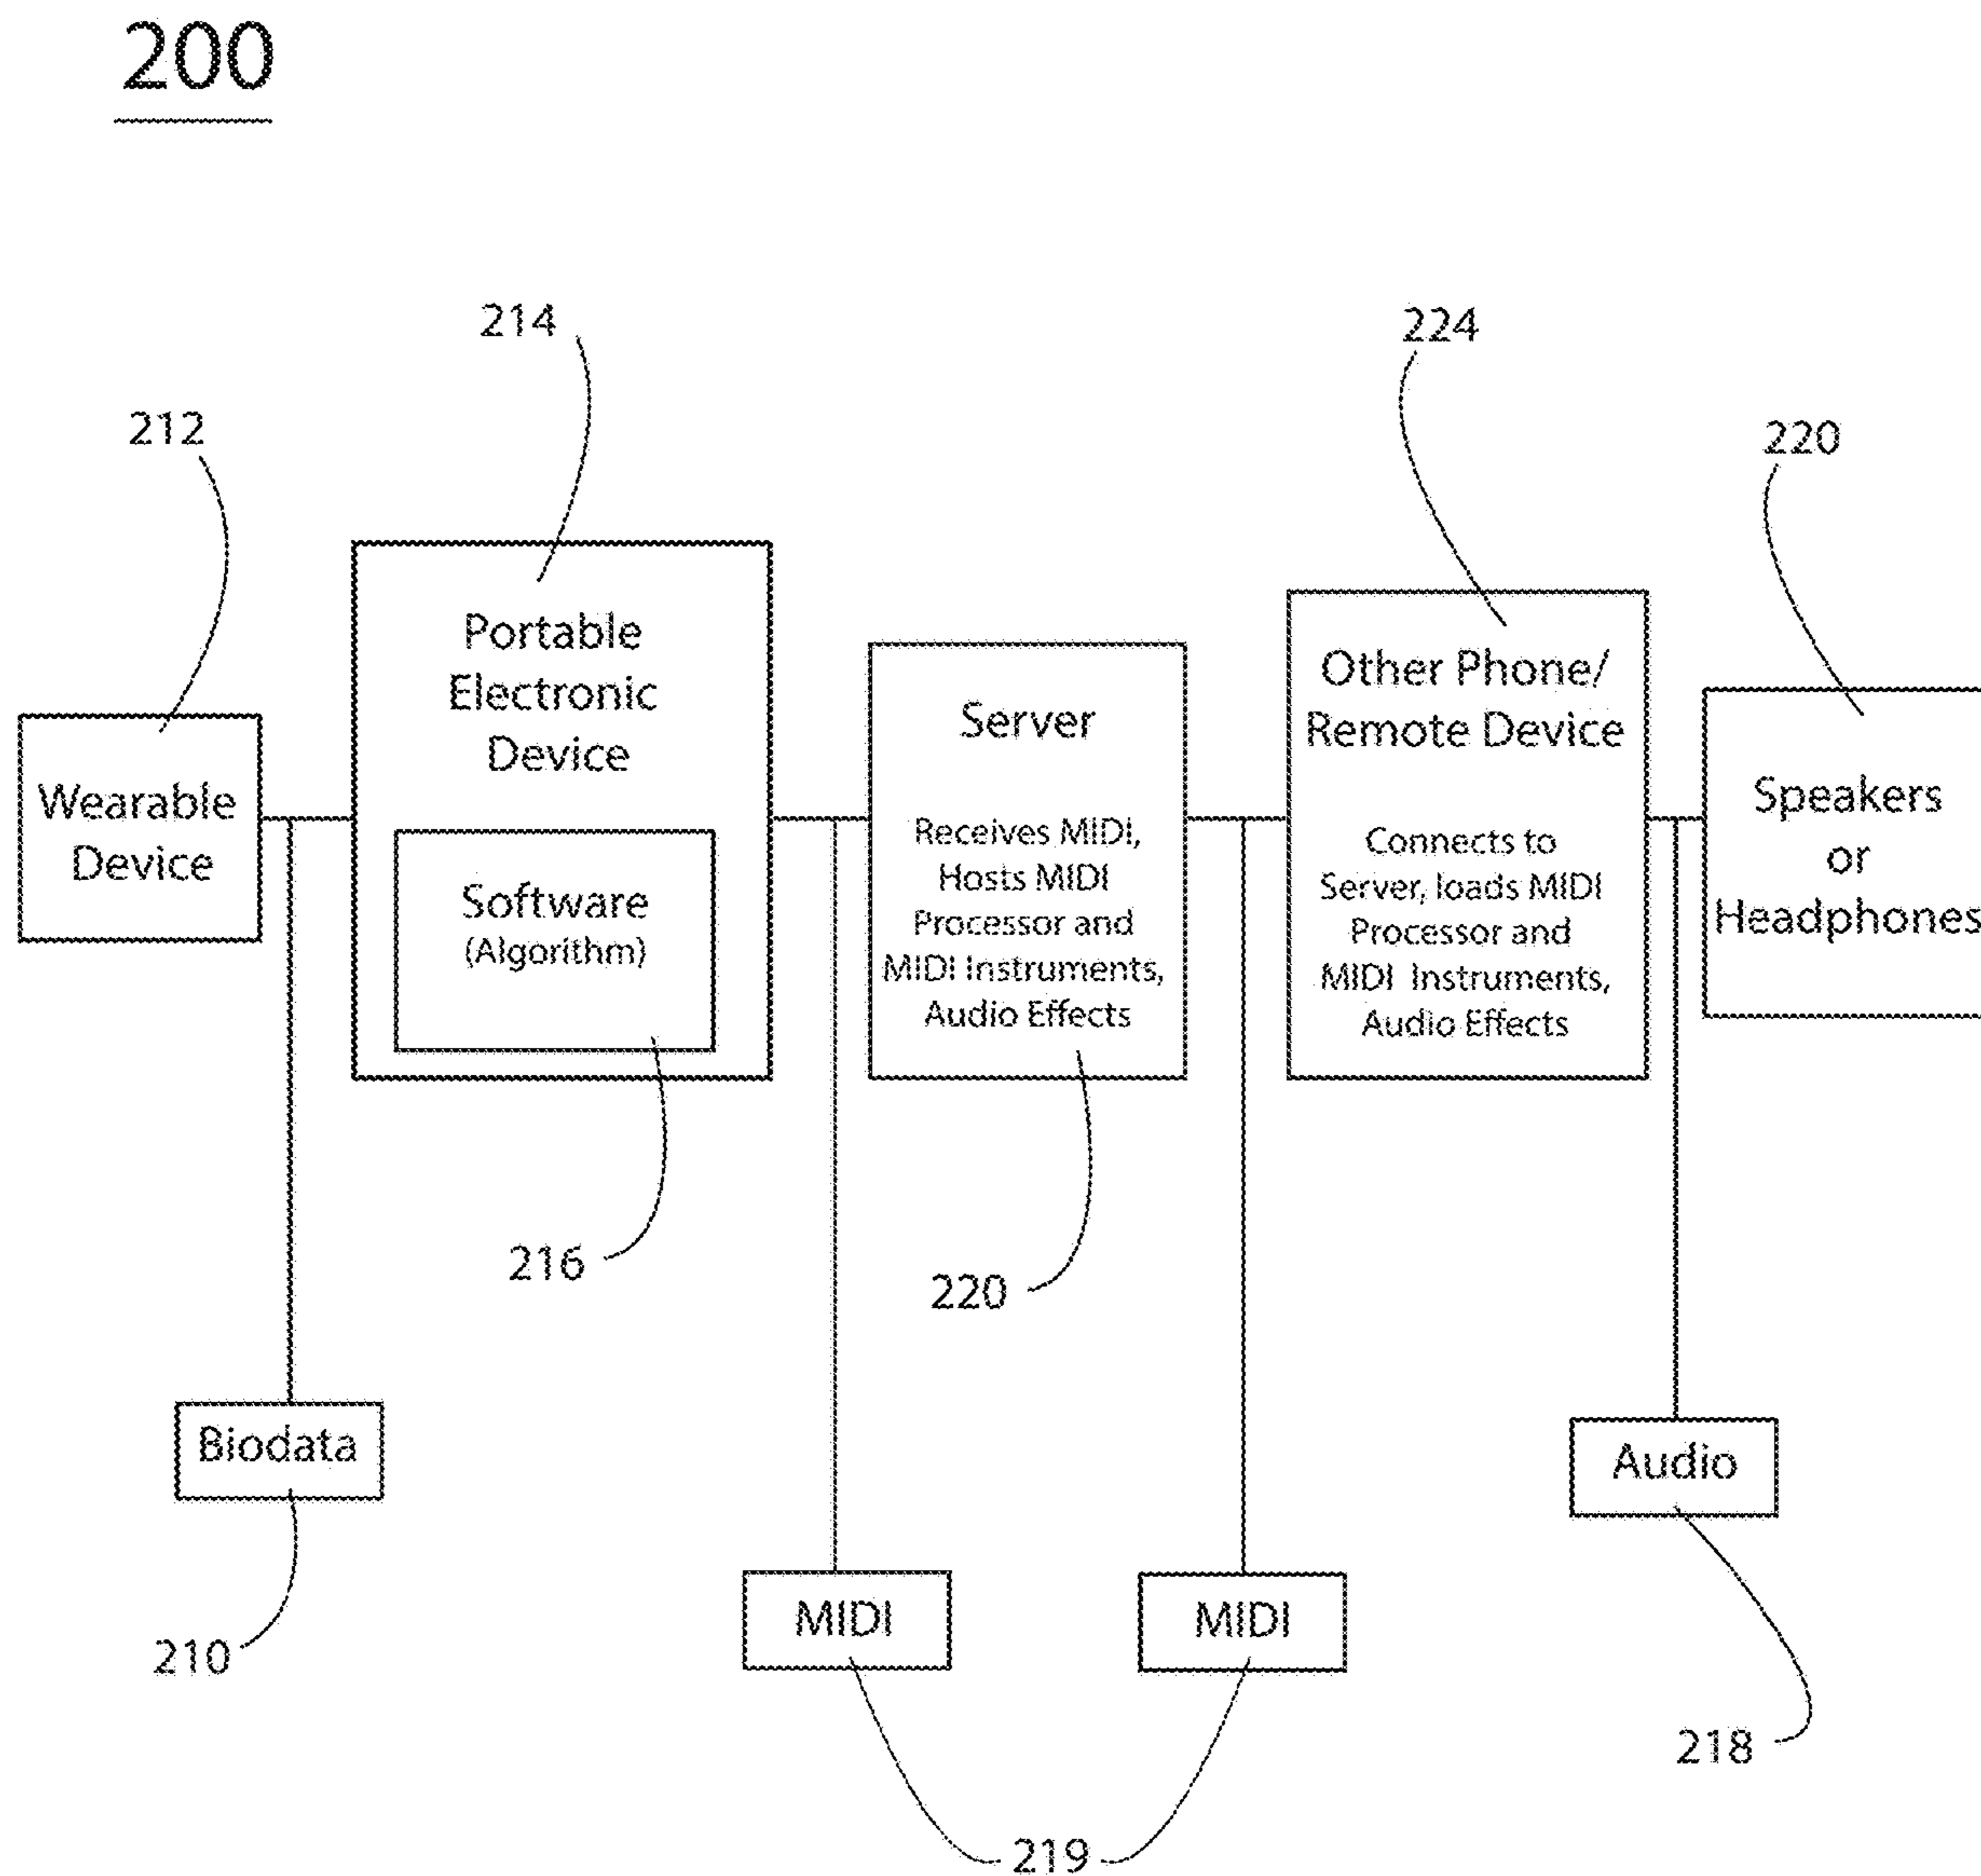 200
214
224
212
220
Wearable
Device
Portable
Electronic
Device
Software
(Algorithm)
Server
Receives MIDI,
Hosts MIDI
Processor and
MIDI Instruments,
Audio Effects
Other Phone/
Remote Device
Connects to
Server, loads MIDI
Processor and
MIDI Instruments,
Audio Effects
Speakers
or
Headphones
216
220
Biodata
Audio
MIDI
MIDI
210
218
219